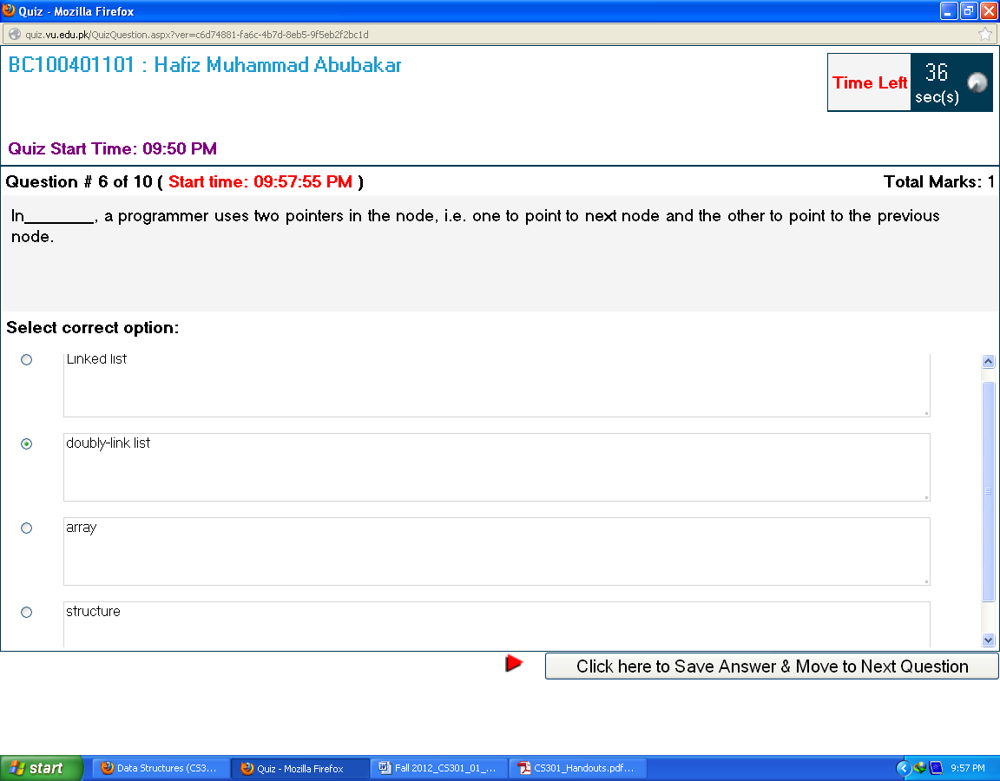 Quiz - Mozilla Firefox
quiz.vu.edu.pk/QuizQuestion.aspx?ver=c6d74881-fa6c-4b7d-8eb5-9f5eb2f2bc1d
BC100401101 : Hafiz Muhammad Abubakar
Time Left
36
sec(s)
Quiz Start Time: 09:50 PM
Question # 6 of 10 ( Start time: 09:57:55 PM )
Total Marks: 1
In________, a programmer uses two pointers in the node, i.e. one to point to next node and the other to point to the previous
node.
Select correct option:
Linked list
doubly-link list
array
structure
Click here to Save Answer & Move to Next Question
start
Data Structures (CS3...
Quiz - Mozilla Firefox
Fall 2012_CS301_01_...
CS301_Handouts.pdf...
9:57 PM